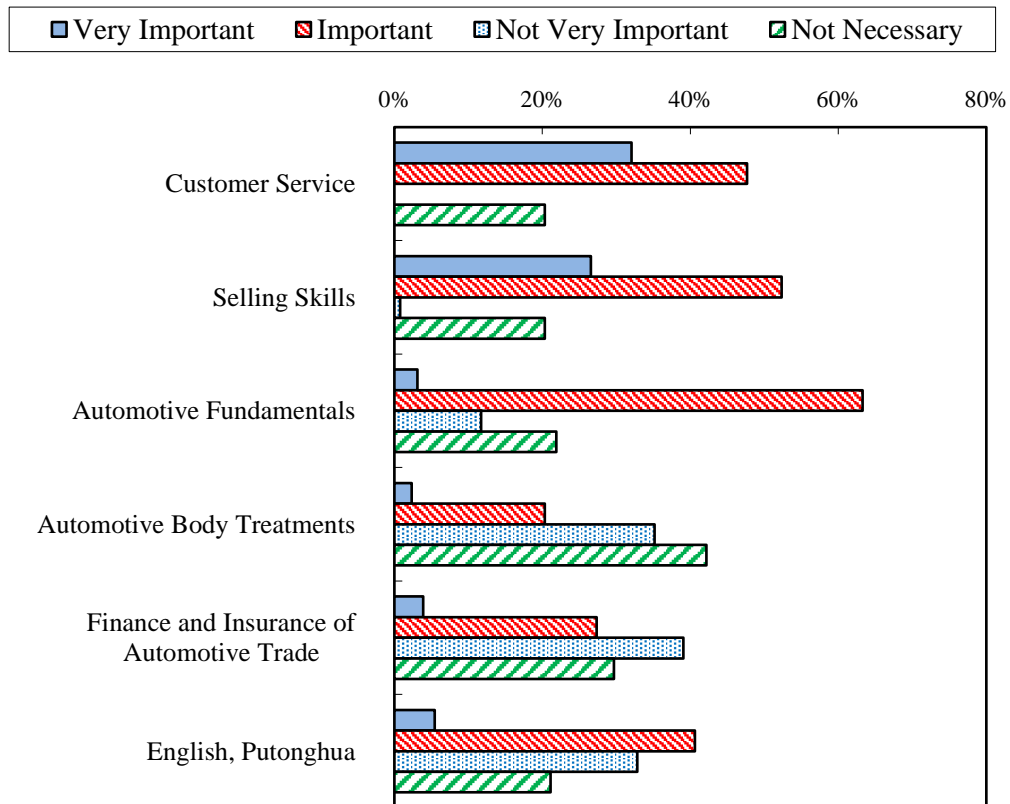 Very Important Important Not Very Important Not Necessary
0% 20% 40% 60% 80%
Customer Service
Selling Skills
Automotive Fundamentals
Automotive Body Treatments
Finance and Insurance of
Automotive Trade
English, Putonghua